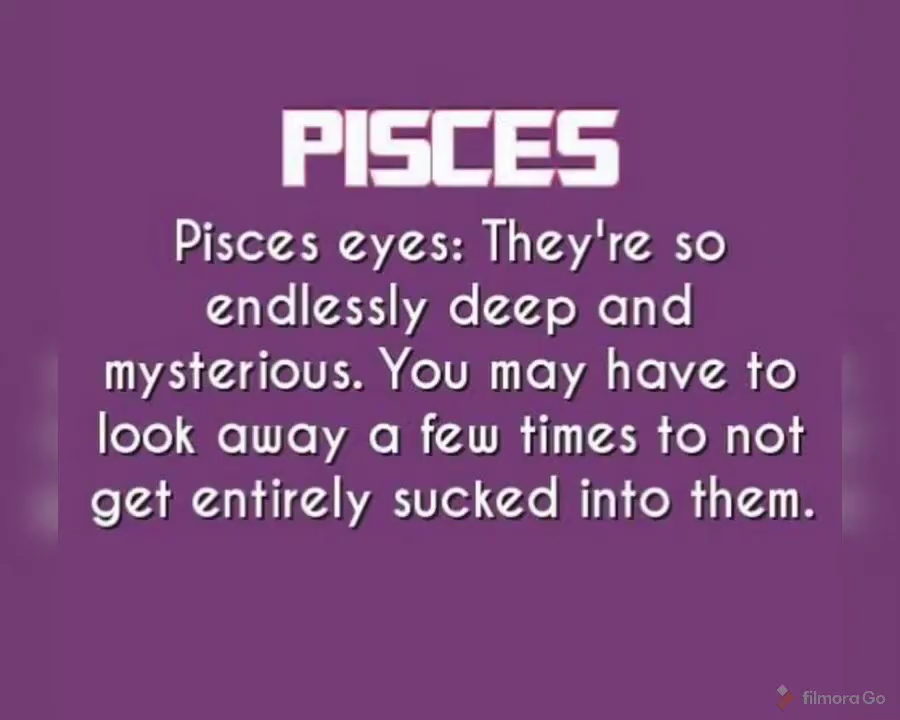 PISCES
Pisces eyes: They're so
endlessly deep and
mysterious. You may have to
look away a few times to not
get entirely sucked into them.
filmora Go